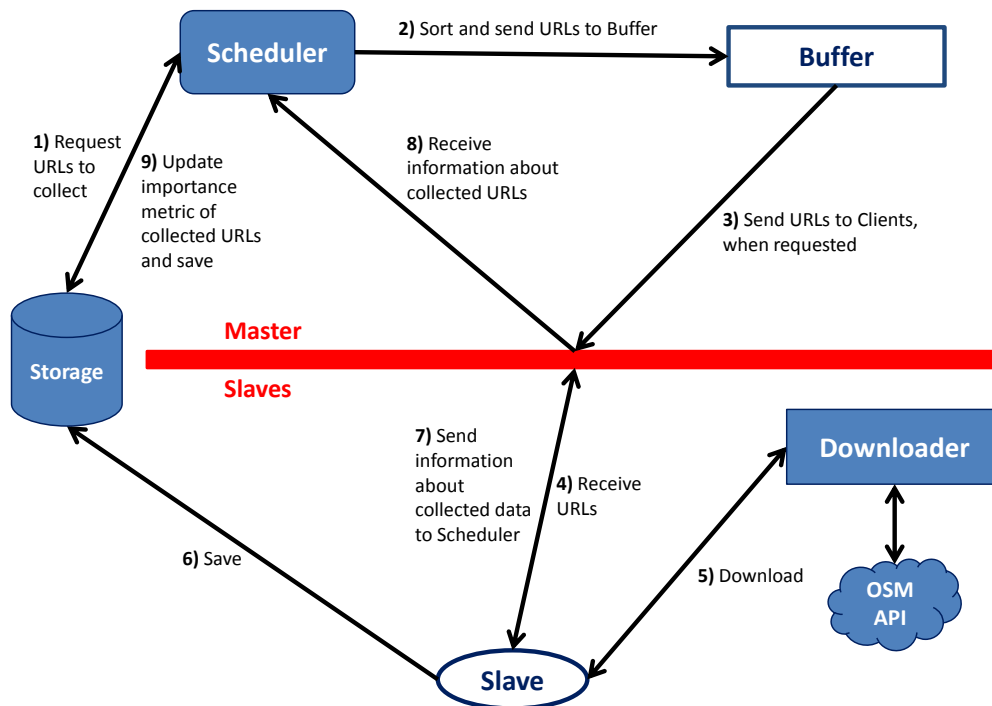 2) Sort and send URLs to Buffer
Scheduler
Buffer
1) Request
URLs to
collect
9) Update
importance
metric of
collected URLs
and save
8) Receive
information about
collected URLs
3) Send URLs to Clients,
when requested
Master
Storage
Slaves
7) Send
information
about
collected data
to Scheduler
4) Receive
URLs
Downloader
6) Save
5) Download
OSM
API
Slave